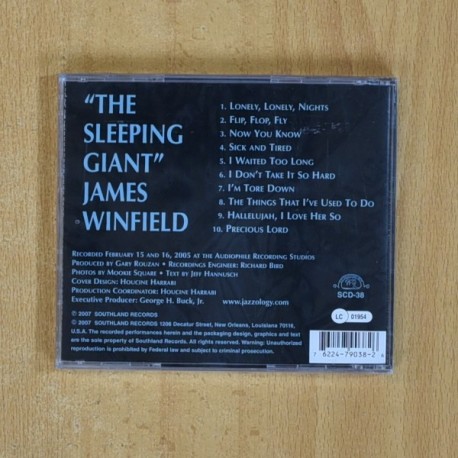 “THE
SLEEPING
GIANT”
JAMES
WINFIELD
1. LONELY, LONELY, NIGHTS
2. FLIP, FLOP, FLY
3. NOW YOU KNOW
4. SICK AND TIRED
5. I WAITED TOO LONG
6. I DON'T TAKE IT SO HARD
7. I'M TORE DOWN
8. THE THINGS THAT I'VE USED TO DO
9. HALLELUJAH, I LOVE HER SO
10. PRECIOUS LORD
RECORDED FEBRUARY 15 AND 16, 2005 AT THE AUDIOPHILE RECORDING STUDIOS
PRODUCED BY GARY ROUZAN • RECORDINGS ENGINEER: RICHARD BIRD
PHOTOS BY MOOKIE SQUARE • TEXT BY JEFF HANNUSCH
COVER DESIGN: HOUCINE HARRABI
PRODUCTION COORDINATOR: HOUCINE HARRABI
EXECUTIVE PRODUCER: GEORGE H. BUCK, JR.
www.jazzology.com
SCD-38
LC 01954
℗ 2007 SOUTHLAND RECORDS
© 2007 SOUTHLAND RECORDS 1206 Decatur Street, New Orleans, Louisiana 70116,
U.S.A. The recorded performances herein and the packaging design, graphics and text
are the sole property of Southland Records. All rights reserved. Warning: Unauthorized
reproduction is prohibited by Federal law and subject to criminal prosecution.
7 62247 79038 2